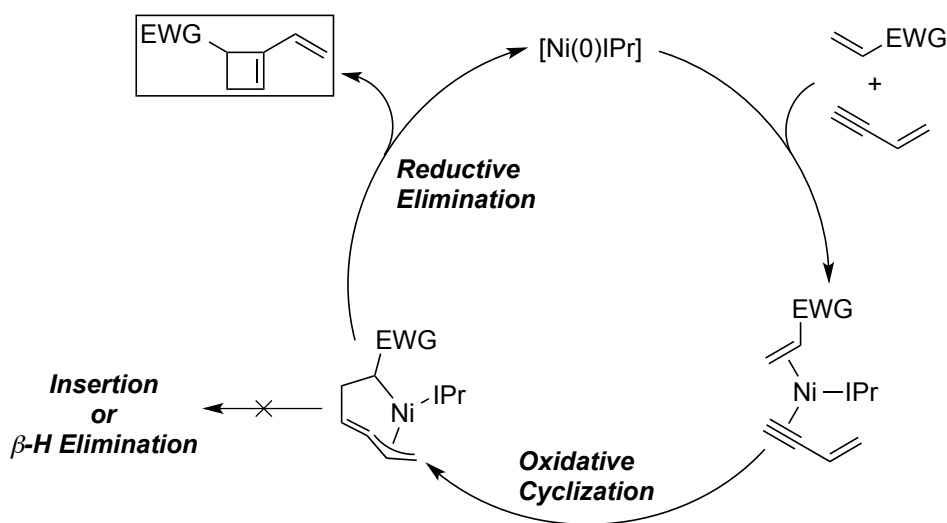 EWG
[Ni(0)IPr]
EWG
+
Reductive
Elimination
EWG
Ni
IPr
EWG
Ni
IPr
Insertion
or
β-H Elimination
Oxidative
Cyclization